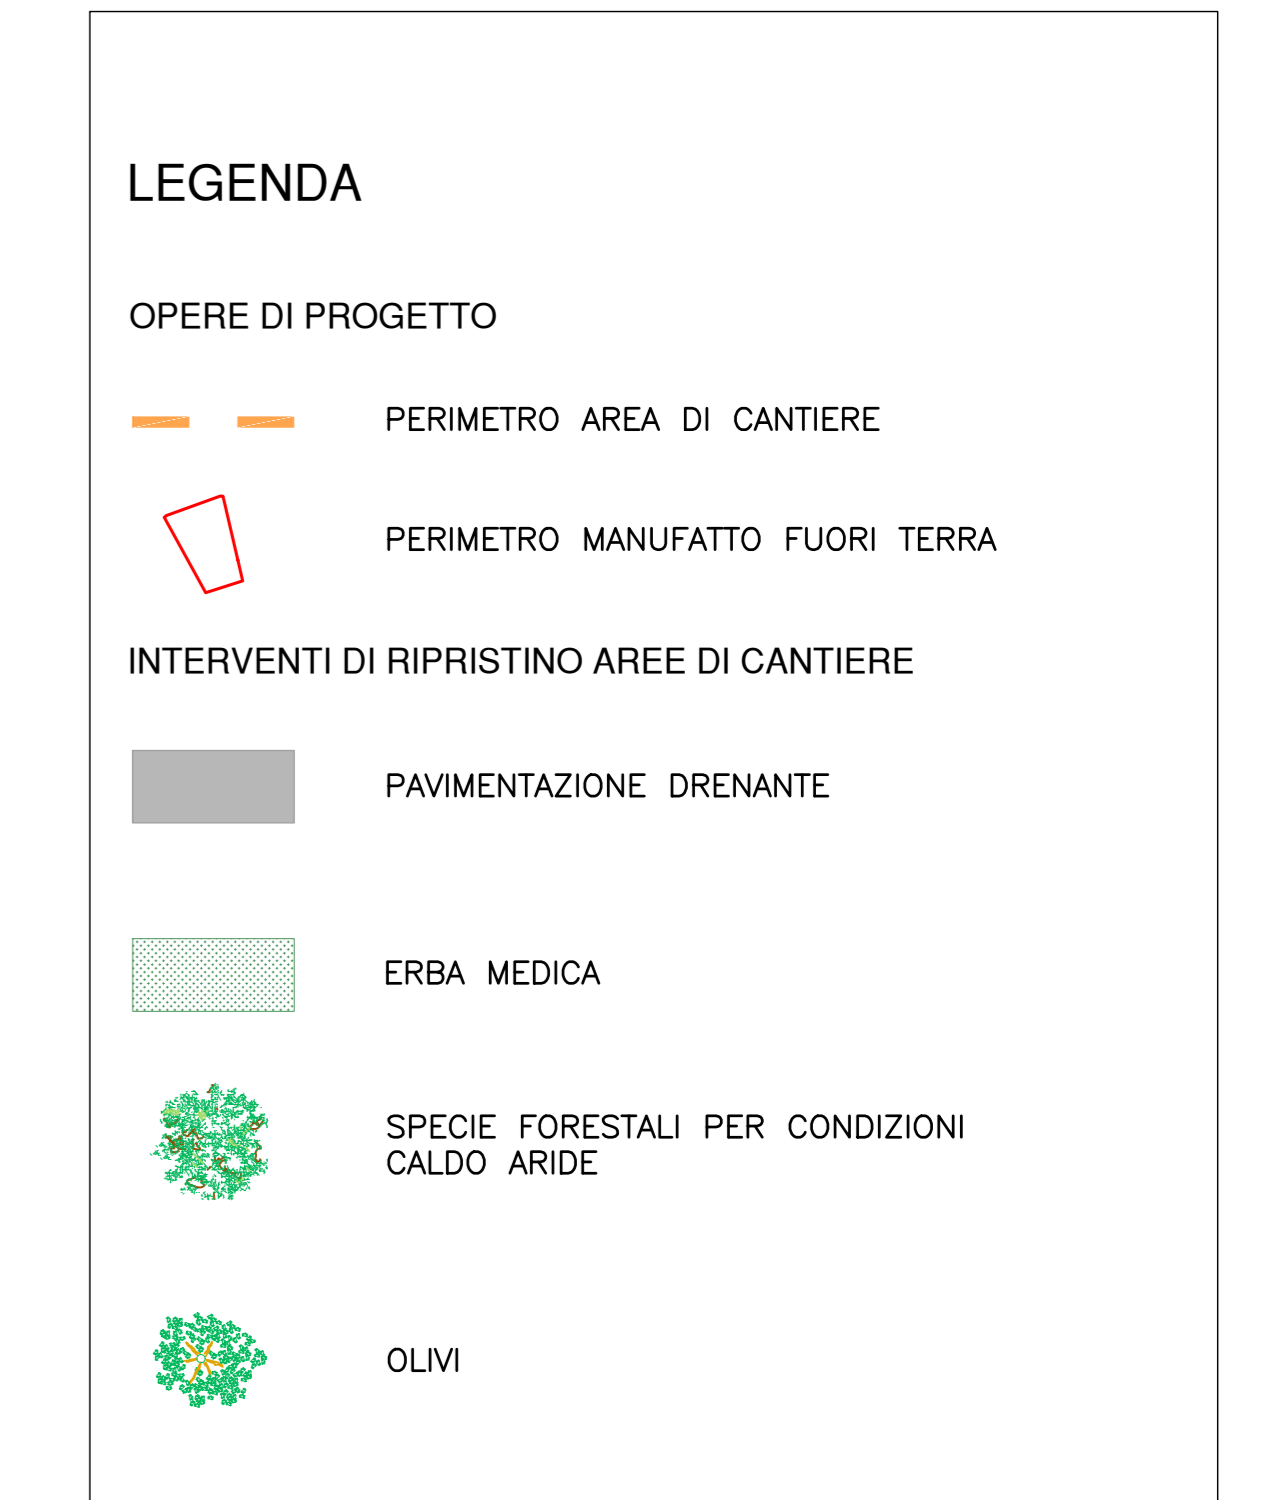 LEGENDA
OPERE DI PROGETTO
PERIMETRO AREA DI CANTIERE
PERIMETRO MANUFATTO FUORI TERRA
INTERVENTI DI RIPRISTINO AREE DI CANTIERE
PAVIMENTAZIONE DRENANTE
ERBA MEDICA
SPECIE FORESTALI PER CONDIZIONI
CALDO ARIDE
OLIVI